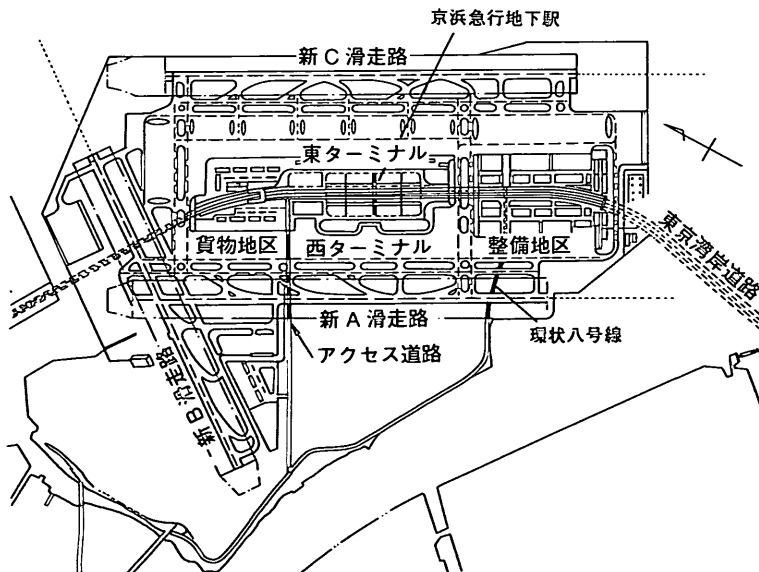 京浜急行地下駅
新C滑走路
東ターミナル
貨物地区
西ターミナル
整備地区
東京湾岸道路
新A滑走路
環状八号線
アクセス道路
新B滑走路